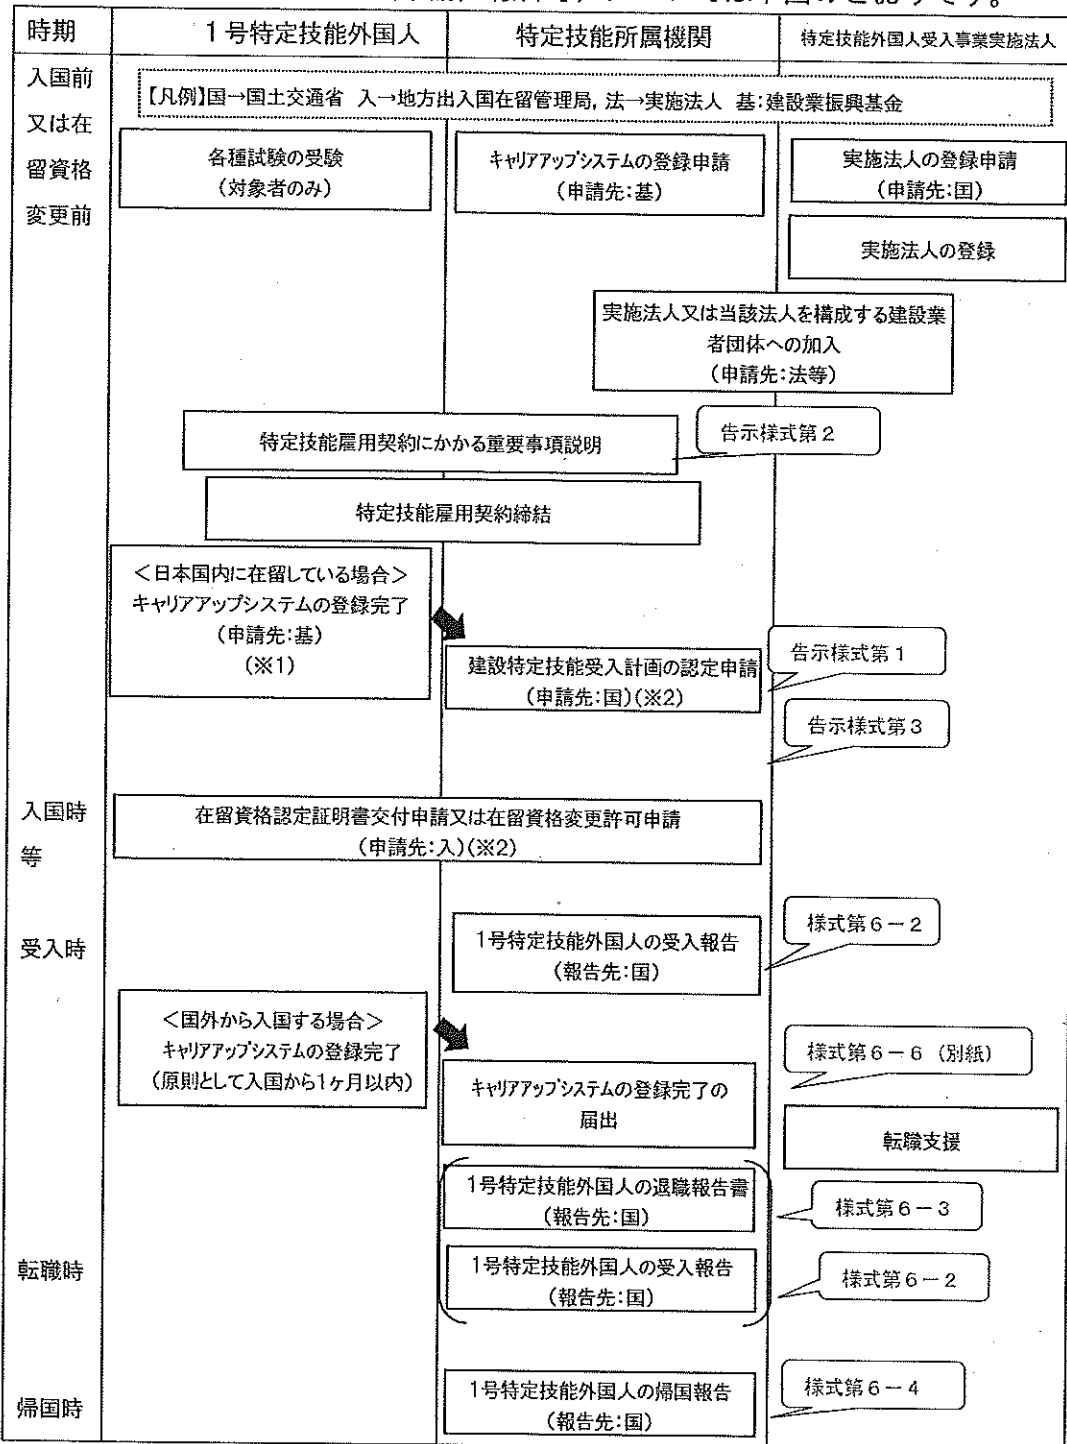 時期
1号特定技能外国人
特定技能所属機関
特定技能外国人受入事業実施法人
入国前
又は在
留資格
変更前
【凡例】国→国土交通省 入→地方出入国在留管理局, 法→実施法人 基:建設業振興基金
各種試験の受験
(対象者のみ)
キャリアアップシステムの登録申請
(申請先:基)
実施法人の登録申請
(申請先:国)
実施法人の登録
実施法人又は当該法人を構成する建設業
者団体への加入
(申請先:法等)
特定技能雇用契約にかかる重要事項説明
告示様式第2
特定技能雇用契約締結
<日本国内に在留している場合>
キャリアアップシステムの登録完了
(申請先:基)
(※1)
建設特定技能受入計画の認定申請
(申請先:国)(※2)
告示様式第1
告示様式第3
入国時
等
在留資格認定証明書交付申請又は在留資格変更許可申請
(申請先:入)(※2)
受入時
1号特定技能外国人の受入報告
(報告先:国)
様式第6-2
<国外から入国する場合>
キャリアアップシステムの登録完了
(原則として入国から1ヶ月以内)
キャリアアップシステムの登録完了の
届出
様式第6-6(別紙)
転職支援
転職時
1号特定技能外国人の退職報告書
(報告先:国)
様式第6-3
1号特定技能外国人の受入報告
(報告先:国)
様式第6-2
帰国時
1号特定技能外国人の帰国報告
(報告先:国)
様式第6-4